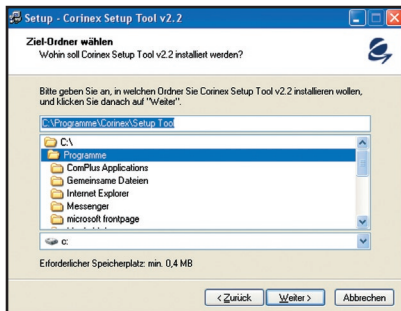 Setup - Corinex Setup Tool v2.2
Ziel-Ordner wählen
Wohin soll Corinex Setup Tool v2.2 installiert werden?
Bitte geben Sie an, in welchen Ordner Sie Corinex Setup Tool v2.2 installieren wollen,
und klicken Sie danach auf "Weiter".
C:\Programme\Corinex\Setup Tool
C:\
Programme
ComPlus Applications
Gemeinsame Dateien
Internet Explorer
Messenger
microsoft frontpage
c:
Erforderlicher Speicherplatz: min. 0,4 MB
< Zurück
Weiter >
Abbrechen